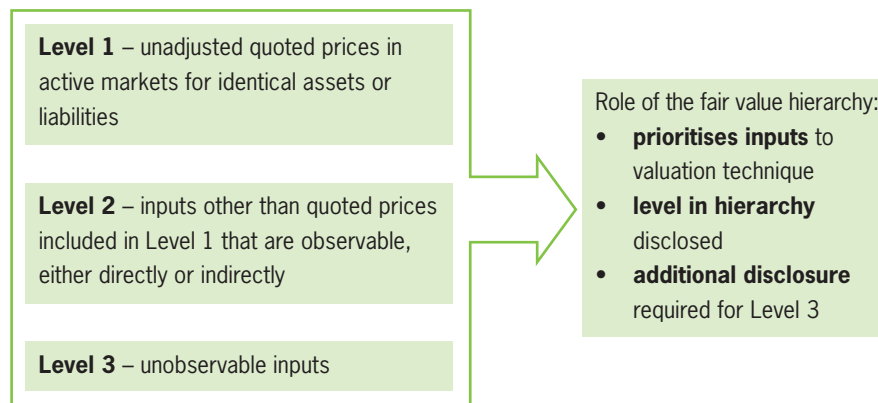 Level 1 – unadjusted quoted prices in
active markets for identical assets or
liabilities
Level 2 – inputs other than quoted prices
included in Level 1 that are observable,
either directly or indirectly
Level 3 – unobservable inputs
Role of the fair value hierarchy:
• prioritises inputs to
valuation technique
• level in hierarchy
disclosed
• additional disclosure
required for Level 3